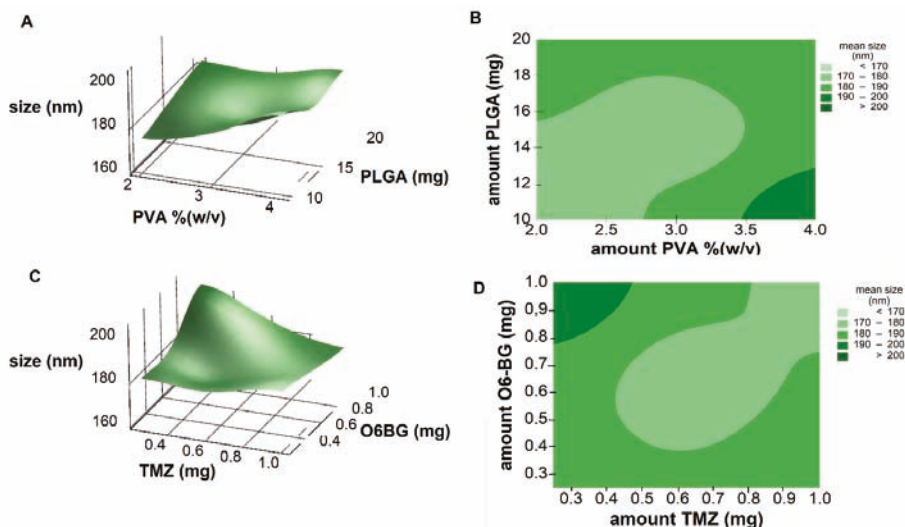 A
200
size (nm)
180
160
2
3
4
PVA %(w/v)
20
15
10
PLGA (mg)
B
20
18
16
14
12
10
amount PLGA (mg)
2.0 2.5 3.0 3.5 4.0
amount PVA %(w/v)
mean size
(nm)
< 170
170 – 180
180 – 190
190 – 200
> 200
C
200
size (nm)
180
160
0.4 0.6 0.8 1.0
TMZ (mg)
1.0
0.8
0.6
0.4
O6BG (mg)
D
1.0
0.9
0.8
0.7
0.6
0.5
0.4
0.3
amount O6-BG (mg)
0.3 0.4 0.5 0.6 0.7 0.8 0.9 1.0
amount TMZ (mg)
mean size
(nm)
< 170
170 – 180
180 – 190
190 – 200
> 200